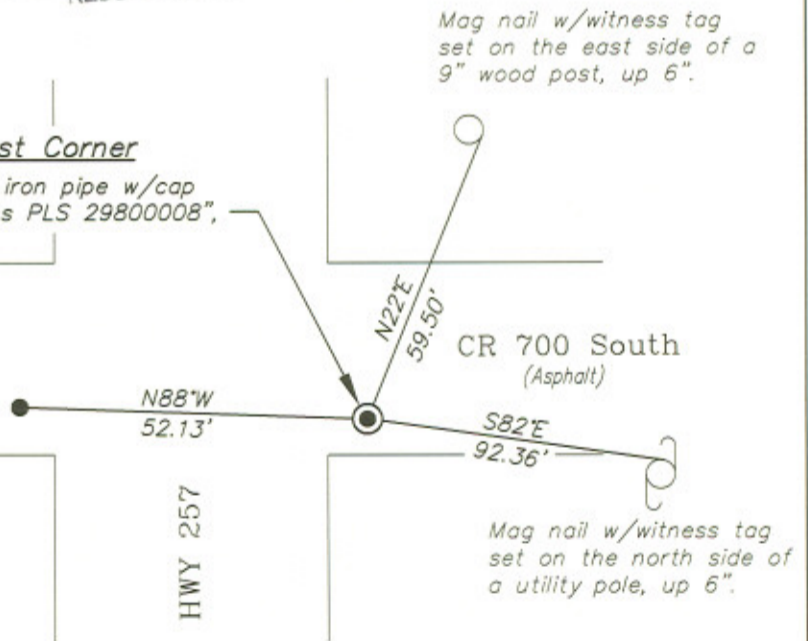 Mag nail w/witness tag
set on the east side of a
9" wood post, up 6".
st Corner
iron pipe w/cap
s PLS 29800008",
N22°E
59.50'
CR 700 South
(Asphalt)
N88°W
52.13'
S82°E
92.36'
HWY 257
Mag nail w/witness tag
set on the north side of
a utility pole, up 6".